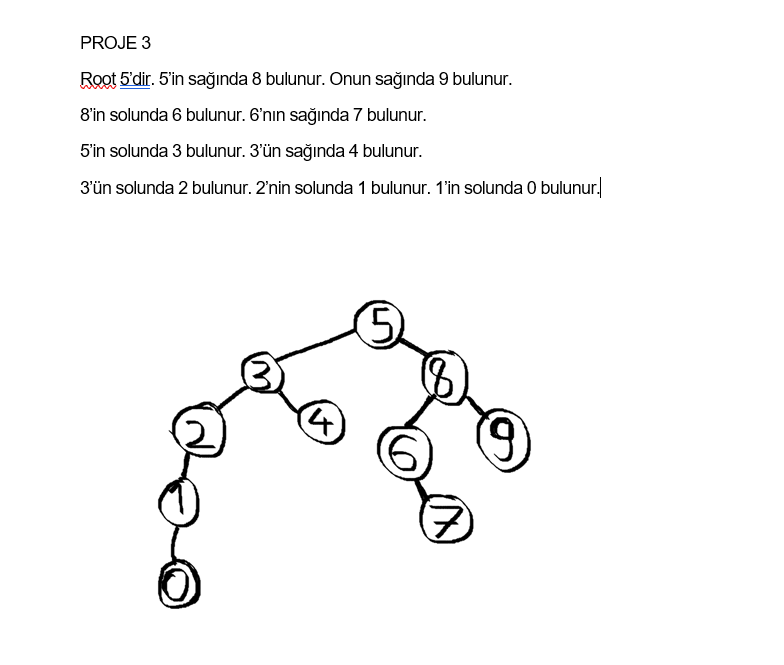 PROJE 3
Root 5’dir. 5’in sağında 8 bulunur. Onun sağında 9 bulunur.
8’in solunda 6 bulunur. 6’nın sağında 7 bulunur.
5’in solunda 3 bulunur. 3’ün sağında 4 bulunur.
3’ün solunda 2 bulunur. 2’nin solunda 1 bulunur. 1’in solunda 0 bulunur.
5
3 8
2 4 6 9
1 7
0